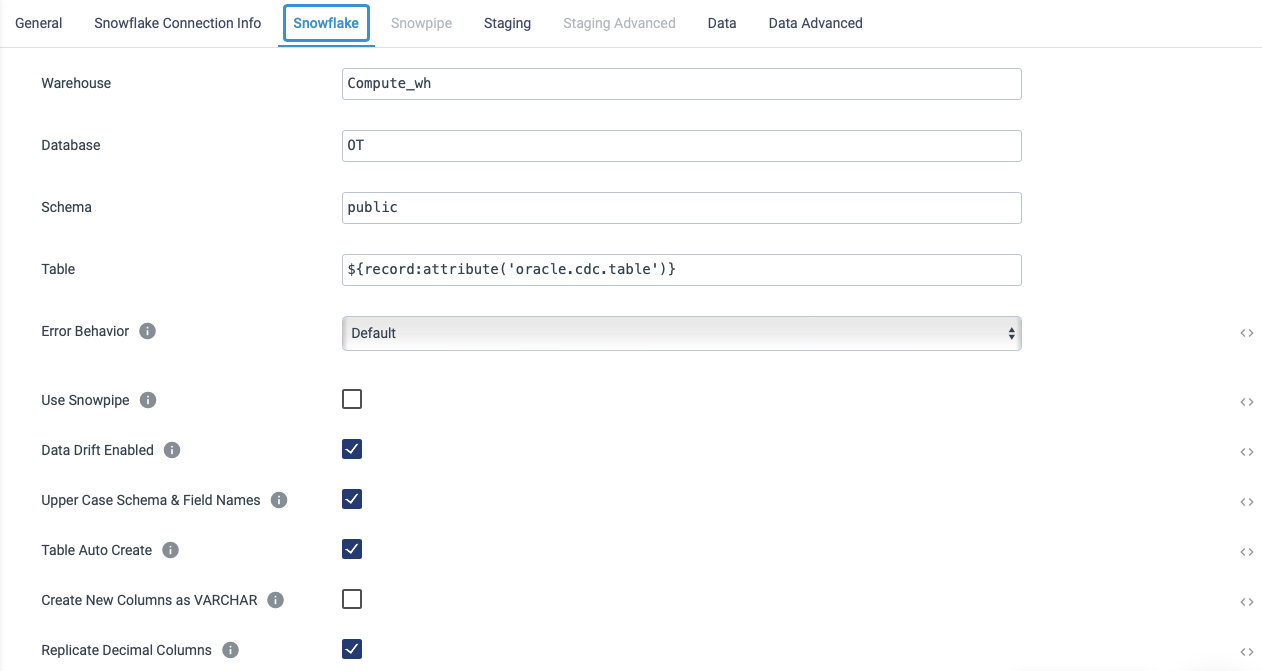 General Snowflake Connection Info Snowflake Snowpipe Staging Staging Advanced Data Data Advanced
Warehouse Compute_wh
Database OT
Schema public
Table ${record:attribute('oracle.cdc.table')}
Error Behavior i Default <>
Use Snowpipe i <>
Data Drift Enabled i <>
Upper Case Schema & Field Names i <>
Table Auto Create i <>
Create New Columns as VARCHAR i <>
Replicate Decimal Columns i <>